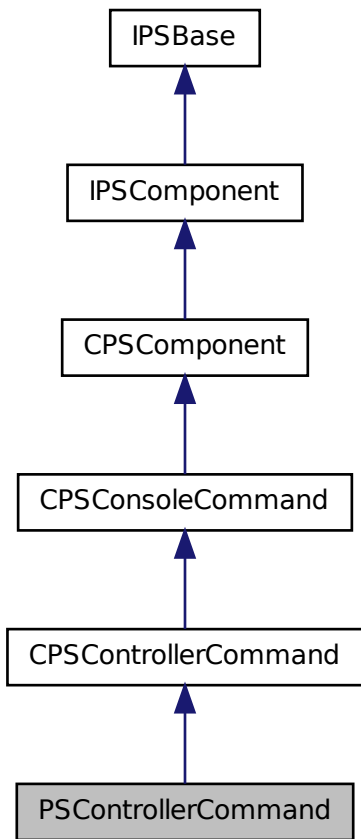 IPSBase
IPSComponent
CPSComponent
CPSConsoleCommand
CPSControllerCommand
PSControllerCommand